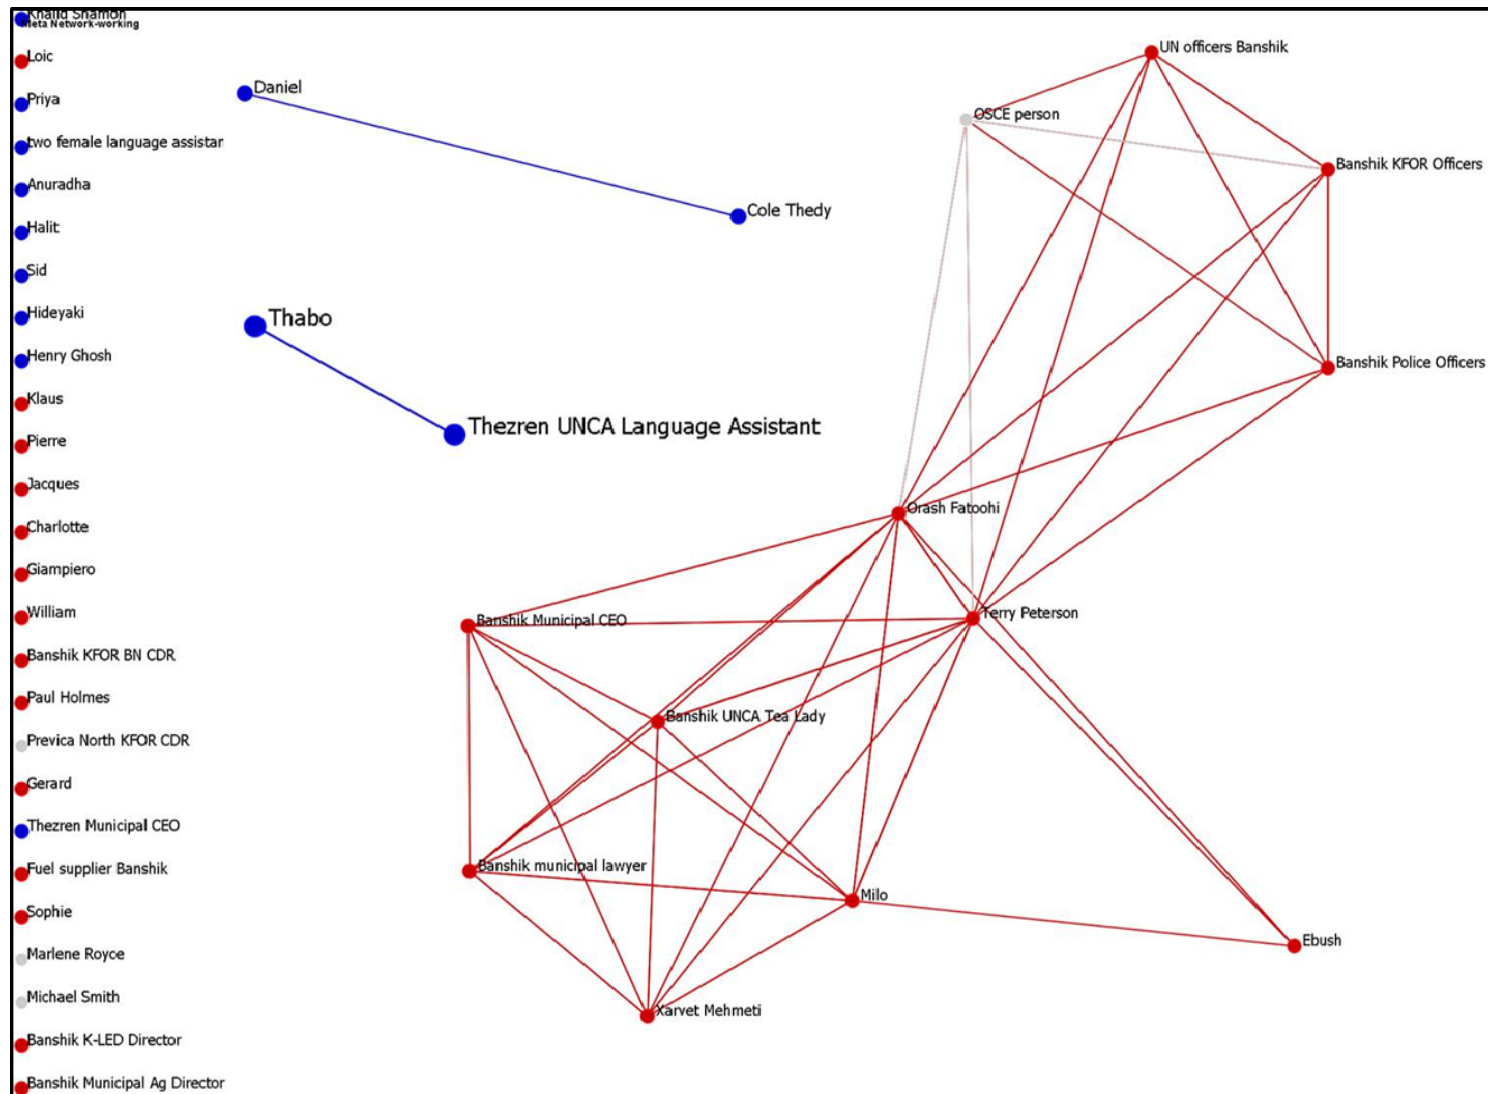 Khalid Shamon
Meta Network-working
Loic
Priya
two female language assistar
Anuradha
Halit
Sid
Hideyaki
Henry Ghosh
Klaus
Pierre
Jacques
Charlotte
Giampiero
William
Banshik KFOR BN CDR
Paul Holmes
Previca North KFOR CDR
Gerard
Thezren Municipal CEO
Fuel supplier Banshik
Sophie
Marlene Royce
Michael Smith
Banshik K-LED Director
Banshik Municipal Ag Director
Daniel
Cole Thedy
Thabo
Thezren UNCA Language Assistant
UN officers Banshik
OSCE person
Banshik KFOR Officers
Banshik Police Officers
Orash Fatoohi
Terry Peterson
Banshik Municipal CEO
Banshik UNCA Tea Lady
Banshik municipal lawyer
Milo
Ebush
Xarvet Mehmeti